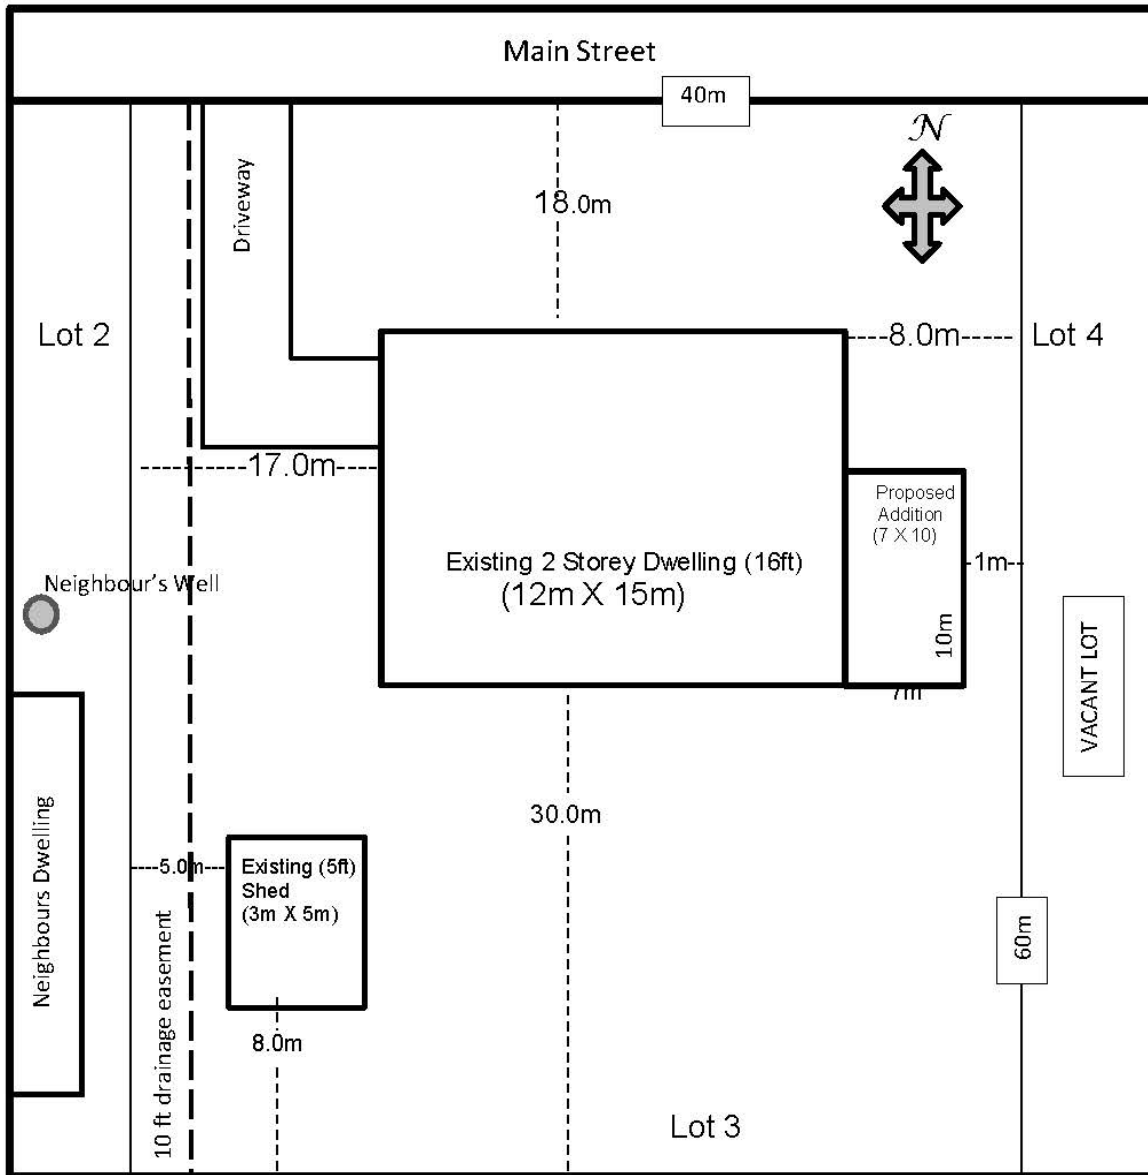 Main Street
40m
N
Driveway
18.0m
Lot 2
8.0m
Lot 4
17.0m
Proposed
Addition
(7 X 10)
Existing 2 Storey Dwelling (16ft)
(12m X 15m)
1m
Neighbour's Well
10m
7m
VACANT LOT
Neighbours Dwelling
30.0m
5.0m
Existing (5ft)
Shed
(3m X 5m)
60m
10 ft drainage easement
8.0m
Lot 3